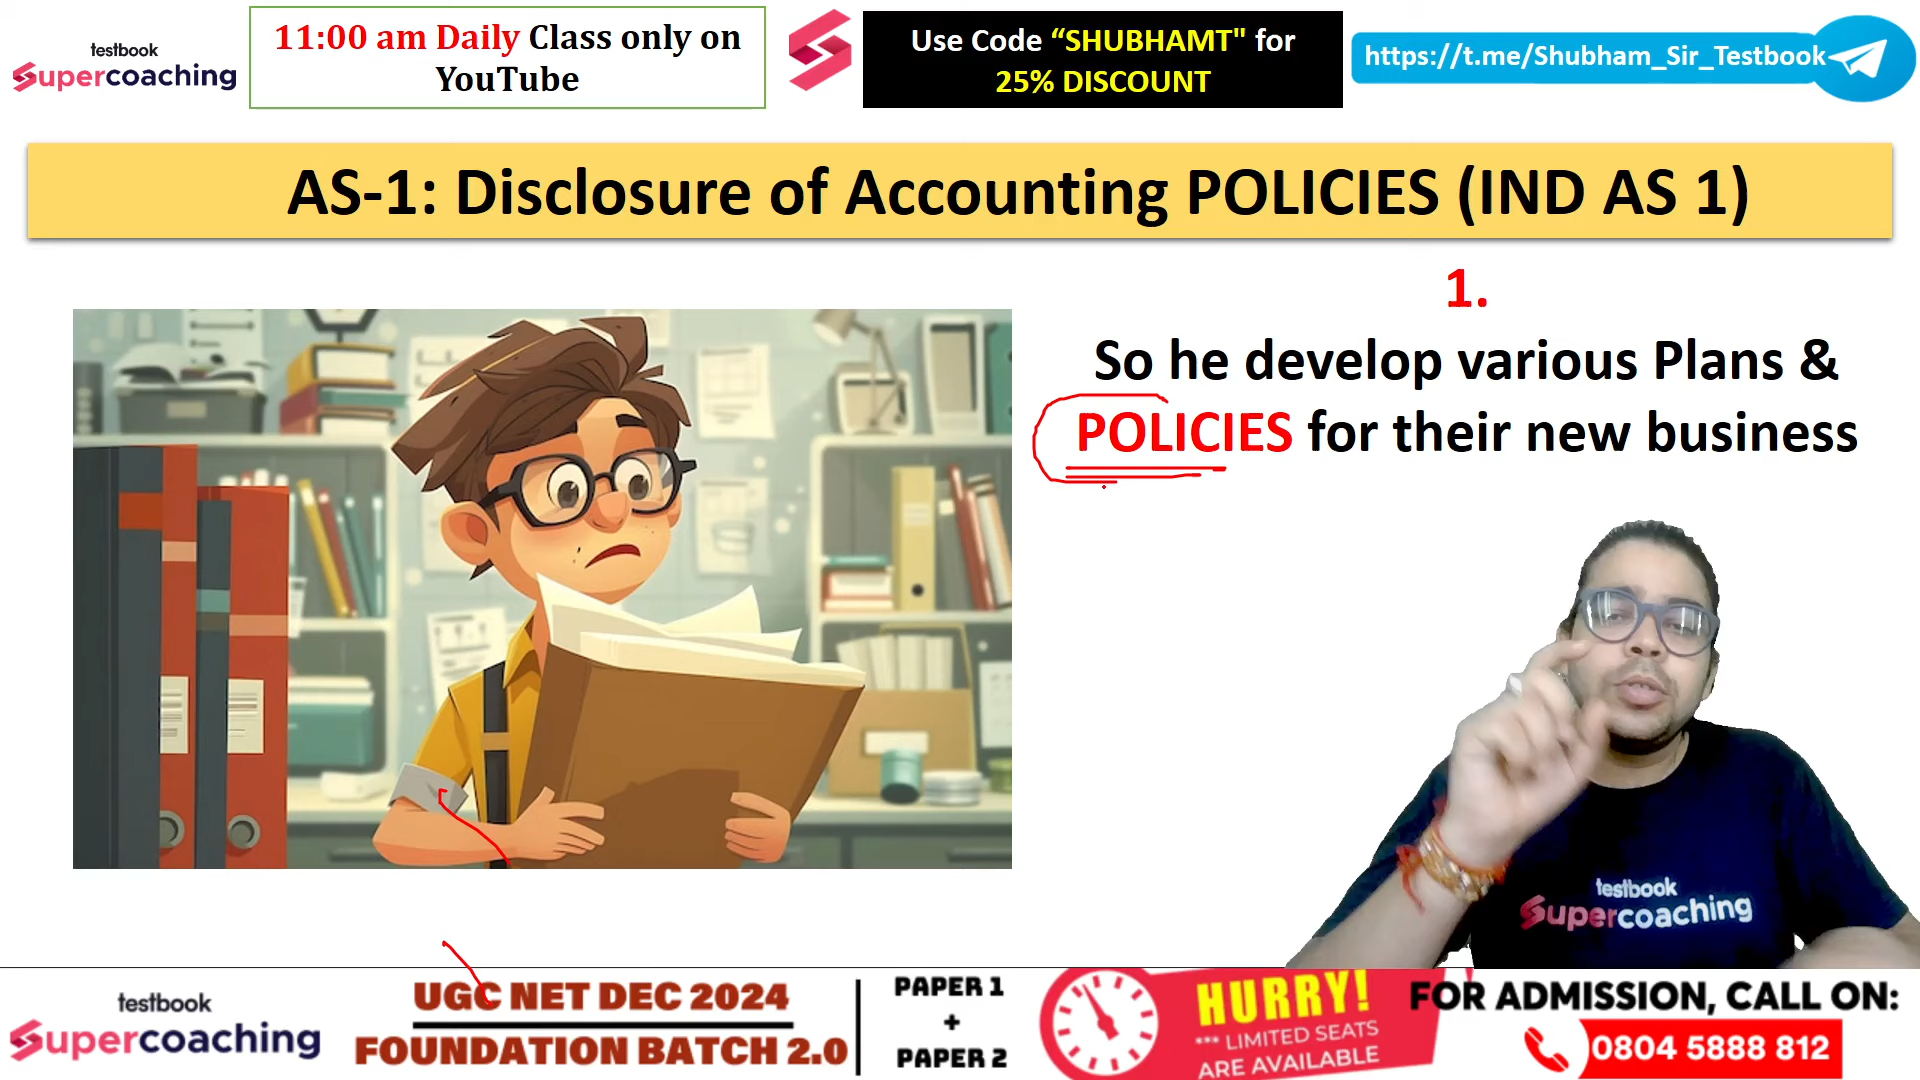 testbook
Supercoaching
11:00 am Daily Class only on
YouTube
Use Code “SHUBHAMT" for
25% DISCOUNT
https://t.me/Shubham_Sir_Testbook
AS-1: Disclosure of Accounting POLICIES (IND AS 1)
1.
So he develop various Plans &
POLICIES for their new business
testbook
Supercoaching
testbook
Supercoaching
UGC NET DEC 2024
FOUNDATION BATCH 2.0
PAPER 1
+
PAPER 2
HURRY!
*** LIMITED SEATS
ARE AVAILABLE
FOR ADMISSION, CALL ON:
0804 5888 812